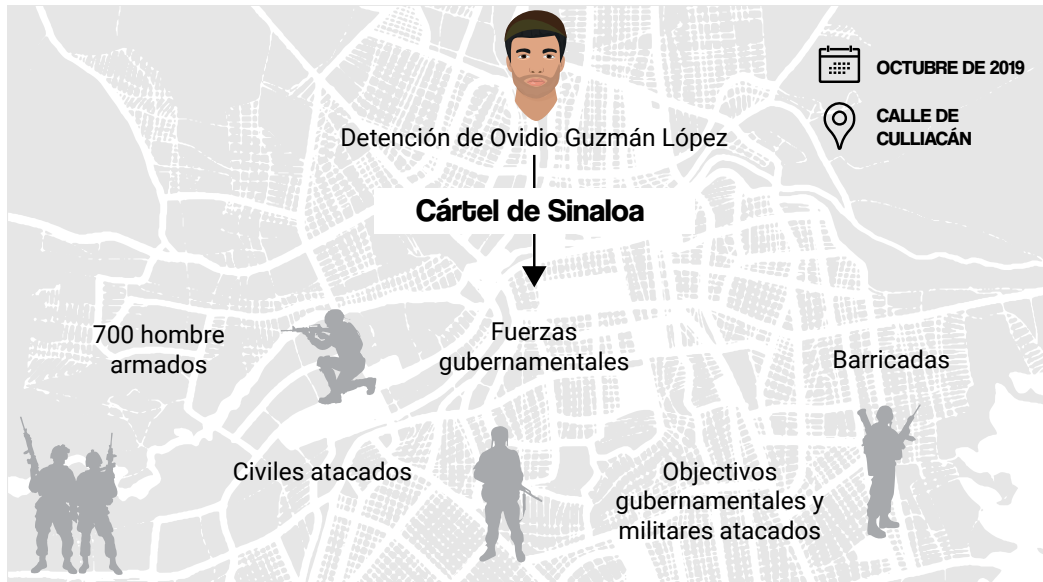 OCTUBRE DE 2019
CALLE DE
CULLIACÁN
Detención de Ovidio Guzmán López
Cártel de Sinaloa
700 hombre
armados
Fuerzas
gubernamentales
Barricadas
Civiles atacados
Objectivos
gubernamentales y
militares atacados